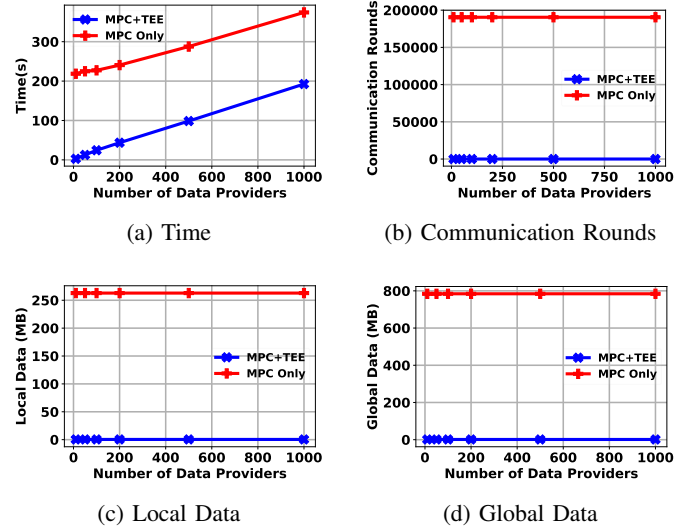 MPC+TEE
MPC Only
Time(s)
300
200
100
0
0 200 400 600 800 1000
Number of Data Providers
(a) Time
Communication Rounds
200000
150000
100000
50000
0
MPC+TEE
MPC Only
0 250 500 750 1000
Number of Data Providers
(b) Communication Rounds
Local Data (MB)
250
200
150
100
50
0
MPC+TEE
MPC Only
0 200 400 600 800 1000
Number of Data Providers
(c) Local Data
Global Data (MB)
800
600
400
200
0
MPC+TEE
MPC Only
0 200 400 600 800 1000
Number of Data Providers
(d) Global Data